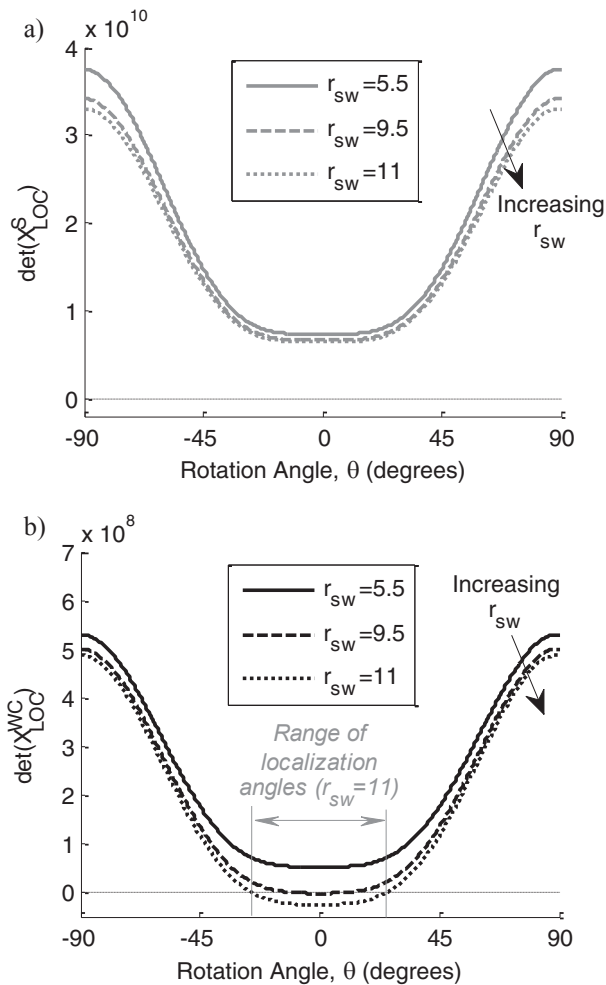 a)
x 10^10
4
3
2
1
0
det(X^S_LOC)
r_sw=5.5
r_sw=9.5
r_sw=11
Increasing
r_sw
-90
-45
0
45
90
Rotation Angle, θ (degrees)
b)
x 10^8
7
6
5
4
3
2
1
0
det(X^WC_LOC)
r_sw=5.5
r_sw=9.5
r_sw=11
Increasing
r_sw
Range of
localization
angles (r_sw=11)
-90
-45
0
45
90
Rotation Angle, θ (degrees)